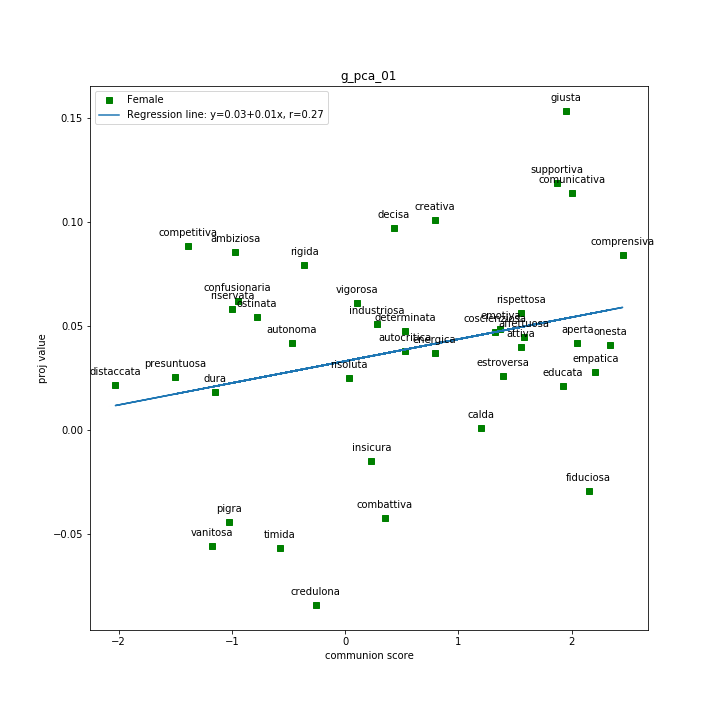 g_pca_01
Female
Regression line: y=0.03+0.01x, r=0.27
giusta
supportiva
comunicativa
creativa
decisa
competitiva
ambiziosa
comprensiva
rigida
confusionaria
vigorosa
riservata
rispettosa
ostinata
industriosa
determinata
emotiva
coscienziosa
affettuosa
autonoma
autocritica
energica
attiva
aperta
onesta
presuntuosa
distaccata
risoluta
estroversa
empatica
dura
educata
calda
insicura
fiduciosa
combattiva
pigra
vanitosa
timida
credulona
0.15
0.10
0.05
0.00
−0.05
proj value
−2
−1
0
1
2
communion score